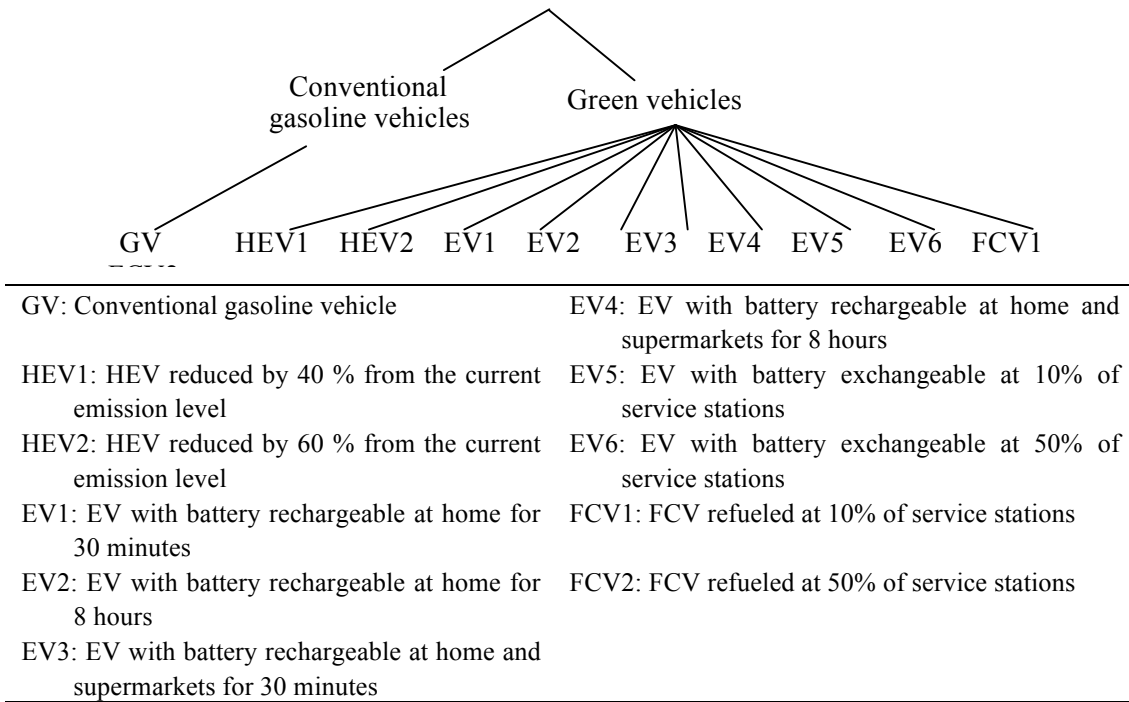 Conventional
gasoline vehicles
Green vehicles
GV HEV1 HEV2 EV1 EV2 EV3 EV4 EV5 EV6 FCV1
GV: Conventional gasoline vehicle
HEV1: HEV reduced by 40 % from the current
emission level
HEV2: HEV reduced by 60 % from the current
emission level
EV1: EV with battery rechargeable at home for
30 minutes
EV2: EV with battery rechargeable at home for
8 hours
EV3: EV with battery rechargeable at home and
supermarkets for 30 minutes
EV4: EV with battery rechargeable at home and
supermarkets for 8 hours
EV5: EV with battery exchangeable at 10% of
service stations
EV6: EV with battery exchangeable at 50% of
service stations
FCV1: FCV refueled at 10% of service stations
FCV2: FCV refueled at 50% of service stations